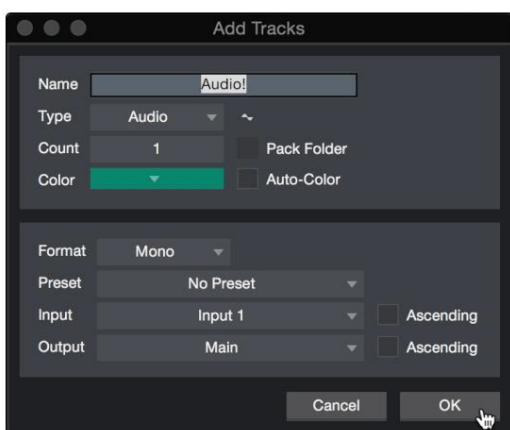 Add Tracks
Name Audio!
Type Audio
Count 1 Pack Folder
Color Auto-Color
Format Mono
Preset No Preset
Input Input 1 Ascending
Output Main Ascending
Cancel OK